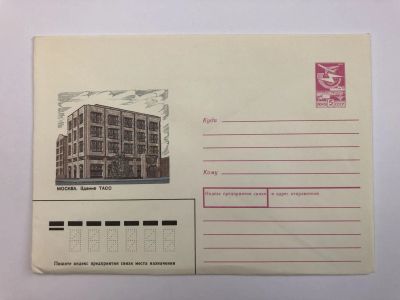 Куда
Кому
МОСКВА. Здание ТАСС
Индекс предприятия связи и адрес отправителя
Пишите индекс предприятия связи места назначения